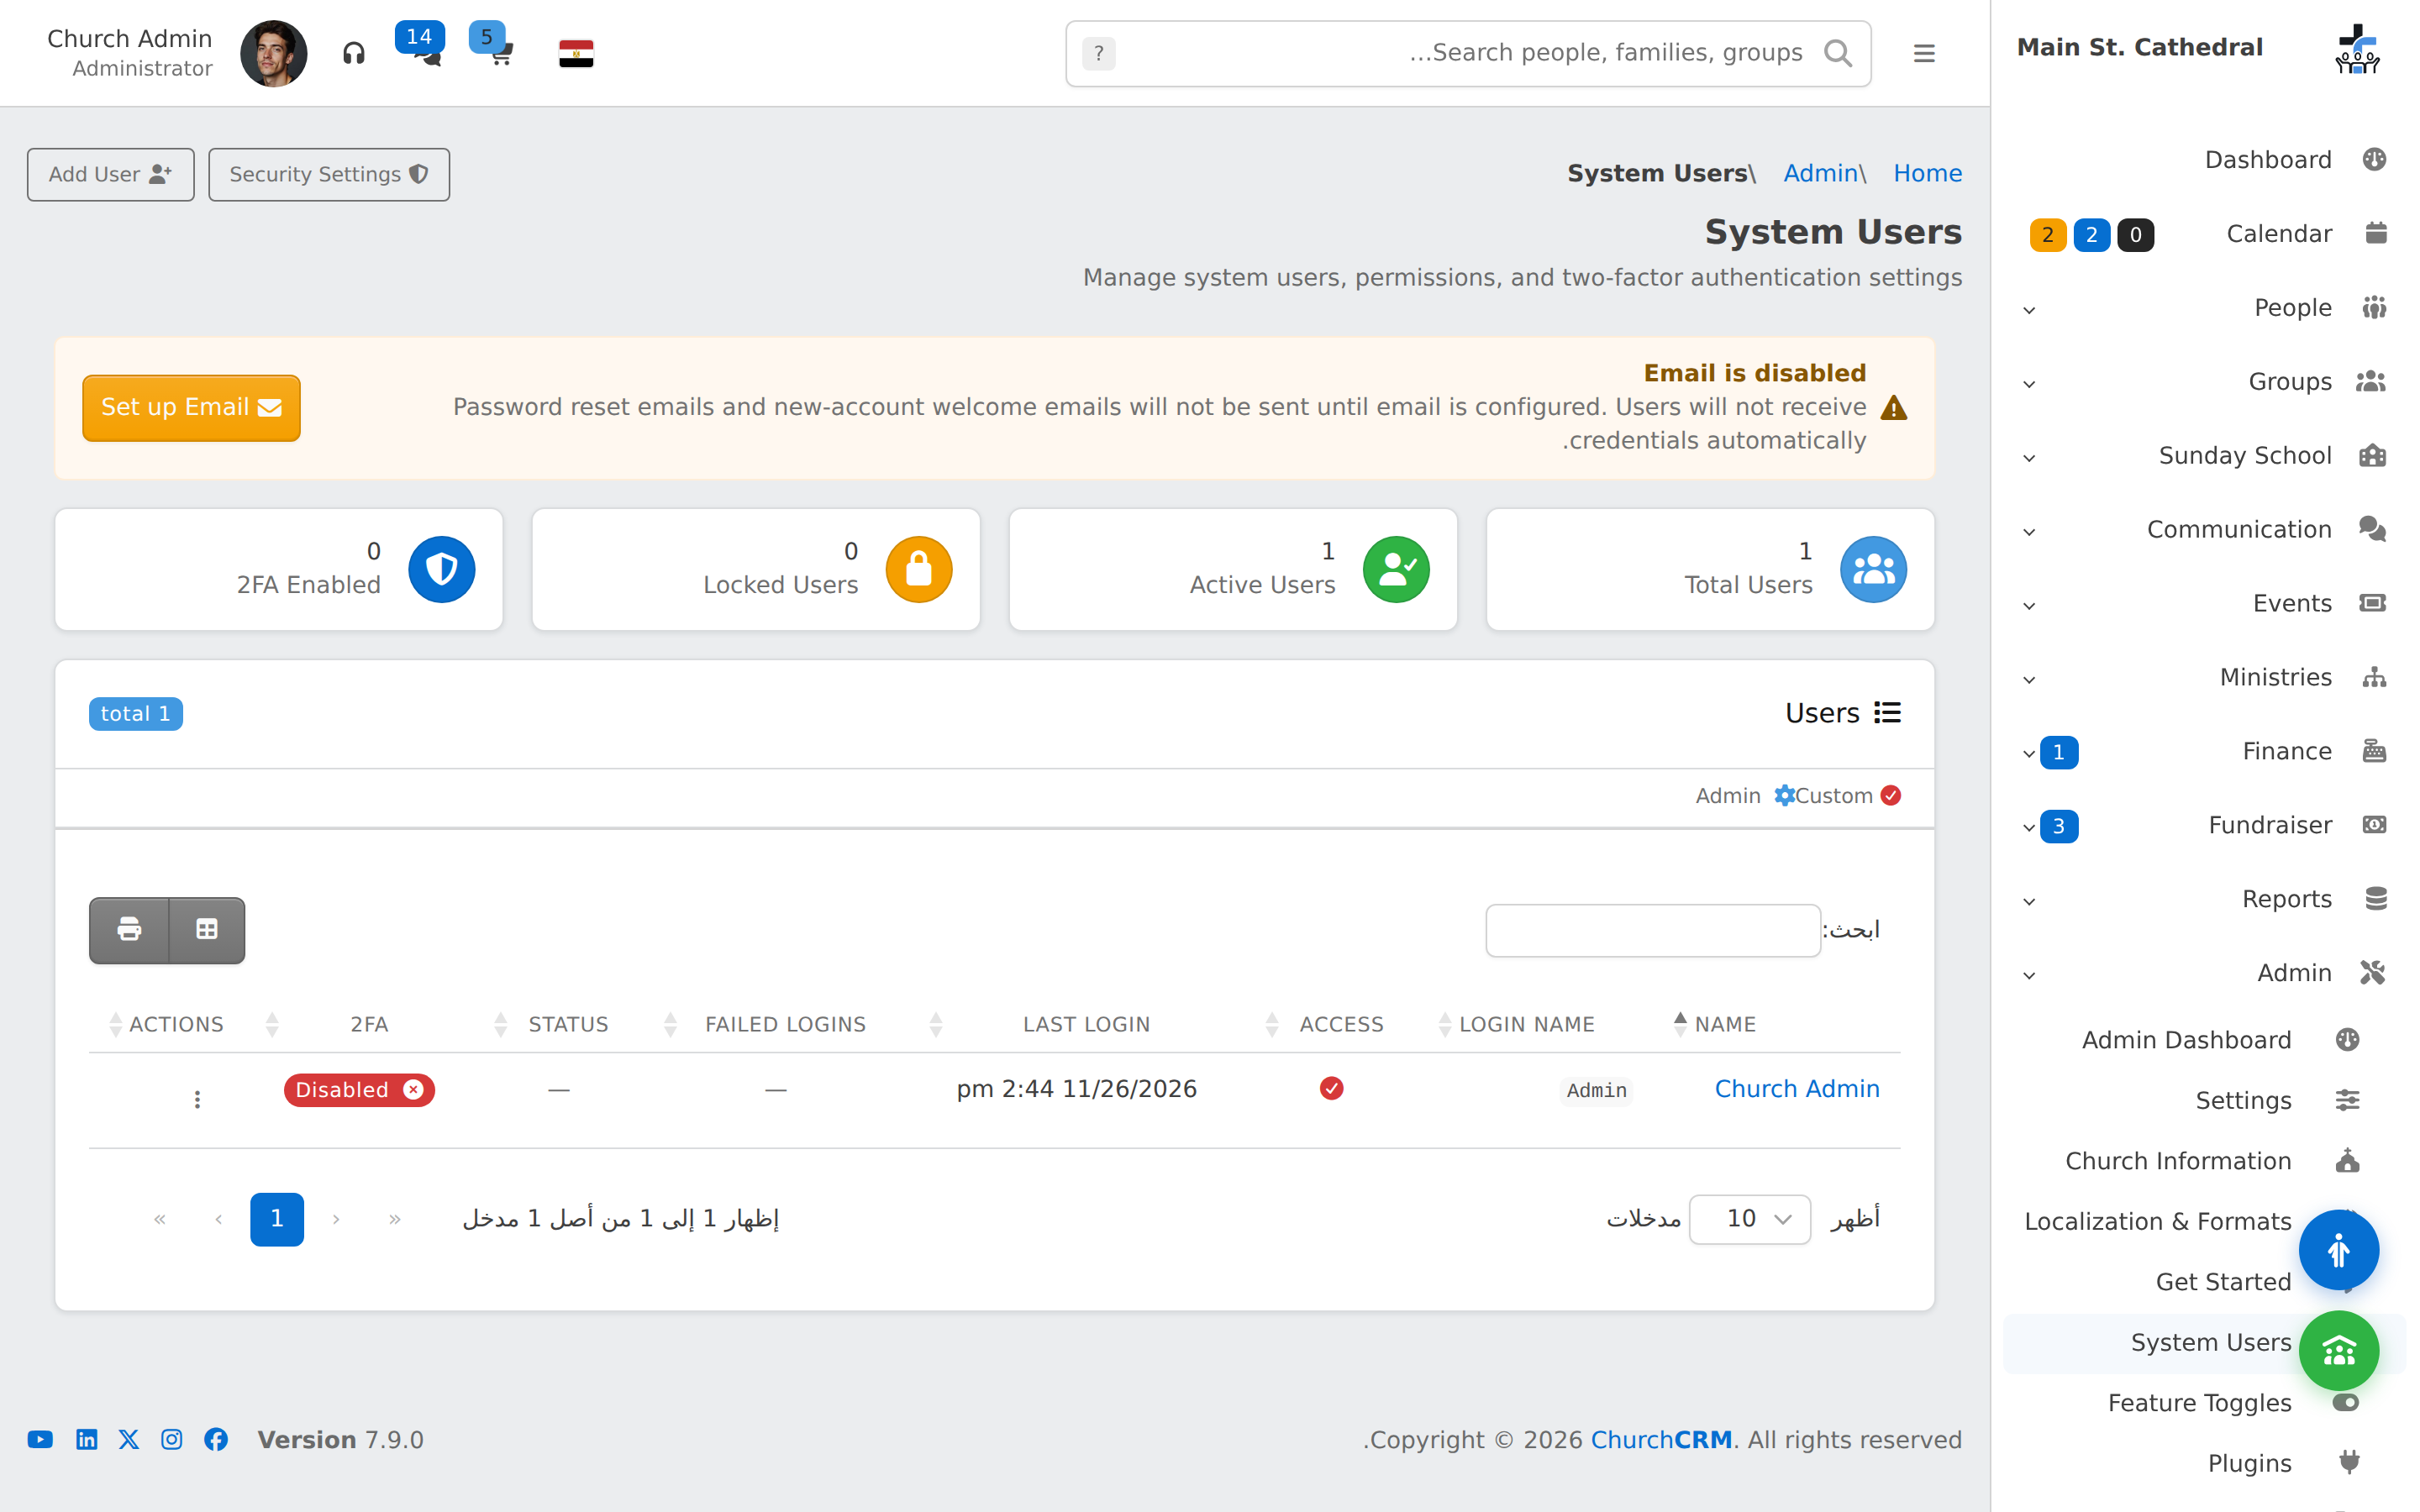 Church Admin
Administrator
14
5
?
Search people, families, groups...
Main St. Cathedral
Dashboard
Calendar
0
2
2
People
Groups
Sunday School
Communication
Events
Ministries
Finance
1
Fundraiser
3
Reports
Admin
Admin Dashboard
Settings
Church Information
Localization & Formats
Get Started
System Users
Feature Toggles
Plugins
Home
Admin\
System Users\
Add User
Security Settings
System Users
Manage system users, permissions, and two-factor authentication settings
Email is disabled
Password reset emails and new-account welcome emails will not be sent until email is configured. Users will not receive
credentials automatically.
Set up Email
1
Total Users
1
Active Users
0
Locked Users
0
2FA Enabled
Users
total 1
Custom
Admin
ابحث:
NAME
LOGIN NAME
ACCESS
LAST LOGIN
FAILED LOGINS
STATUS
2FA
ACTIONS
Church Admin
Admin
pm 2:44 11/26/2026
—
—
Disabled
أظهر 10 مدخلات
إظهار 1 إلى 1 من أصل 1 مدخل
» › 1 ‹ «
Copyright © 2026 ChurchCRM. All rights reserved.
Version 7.9.0